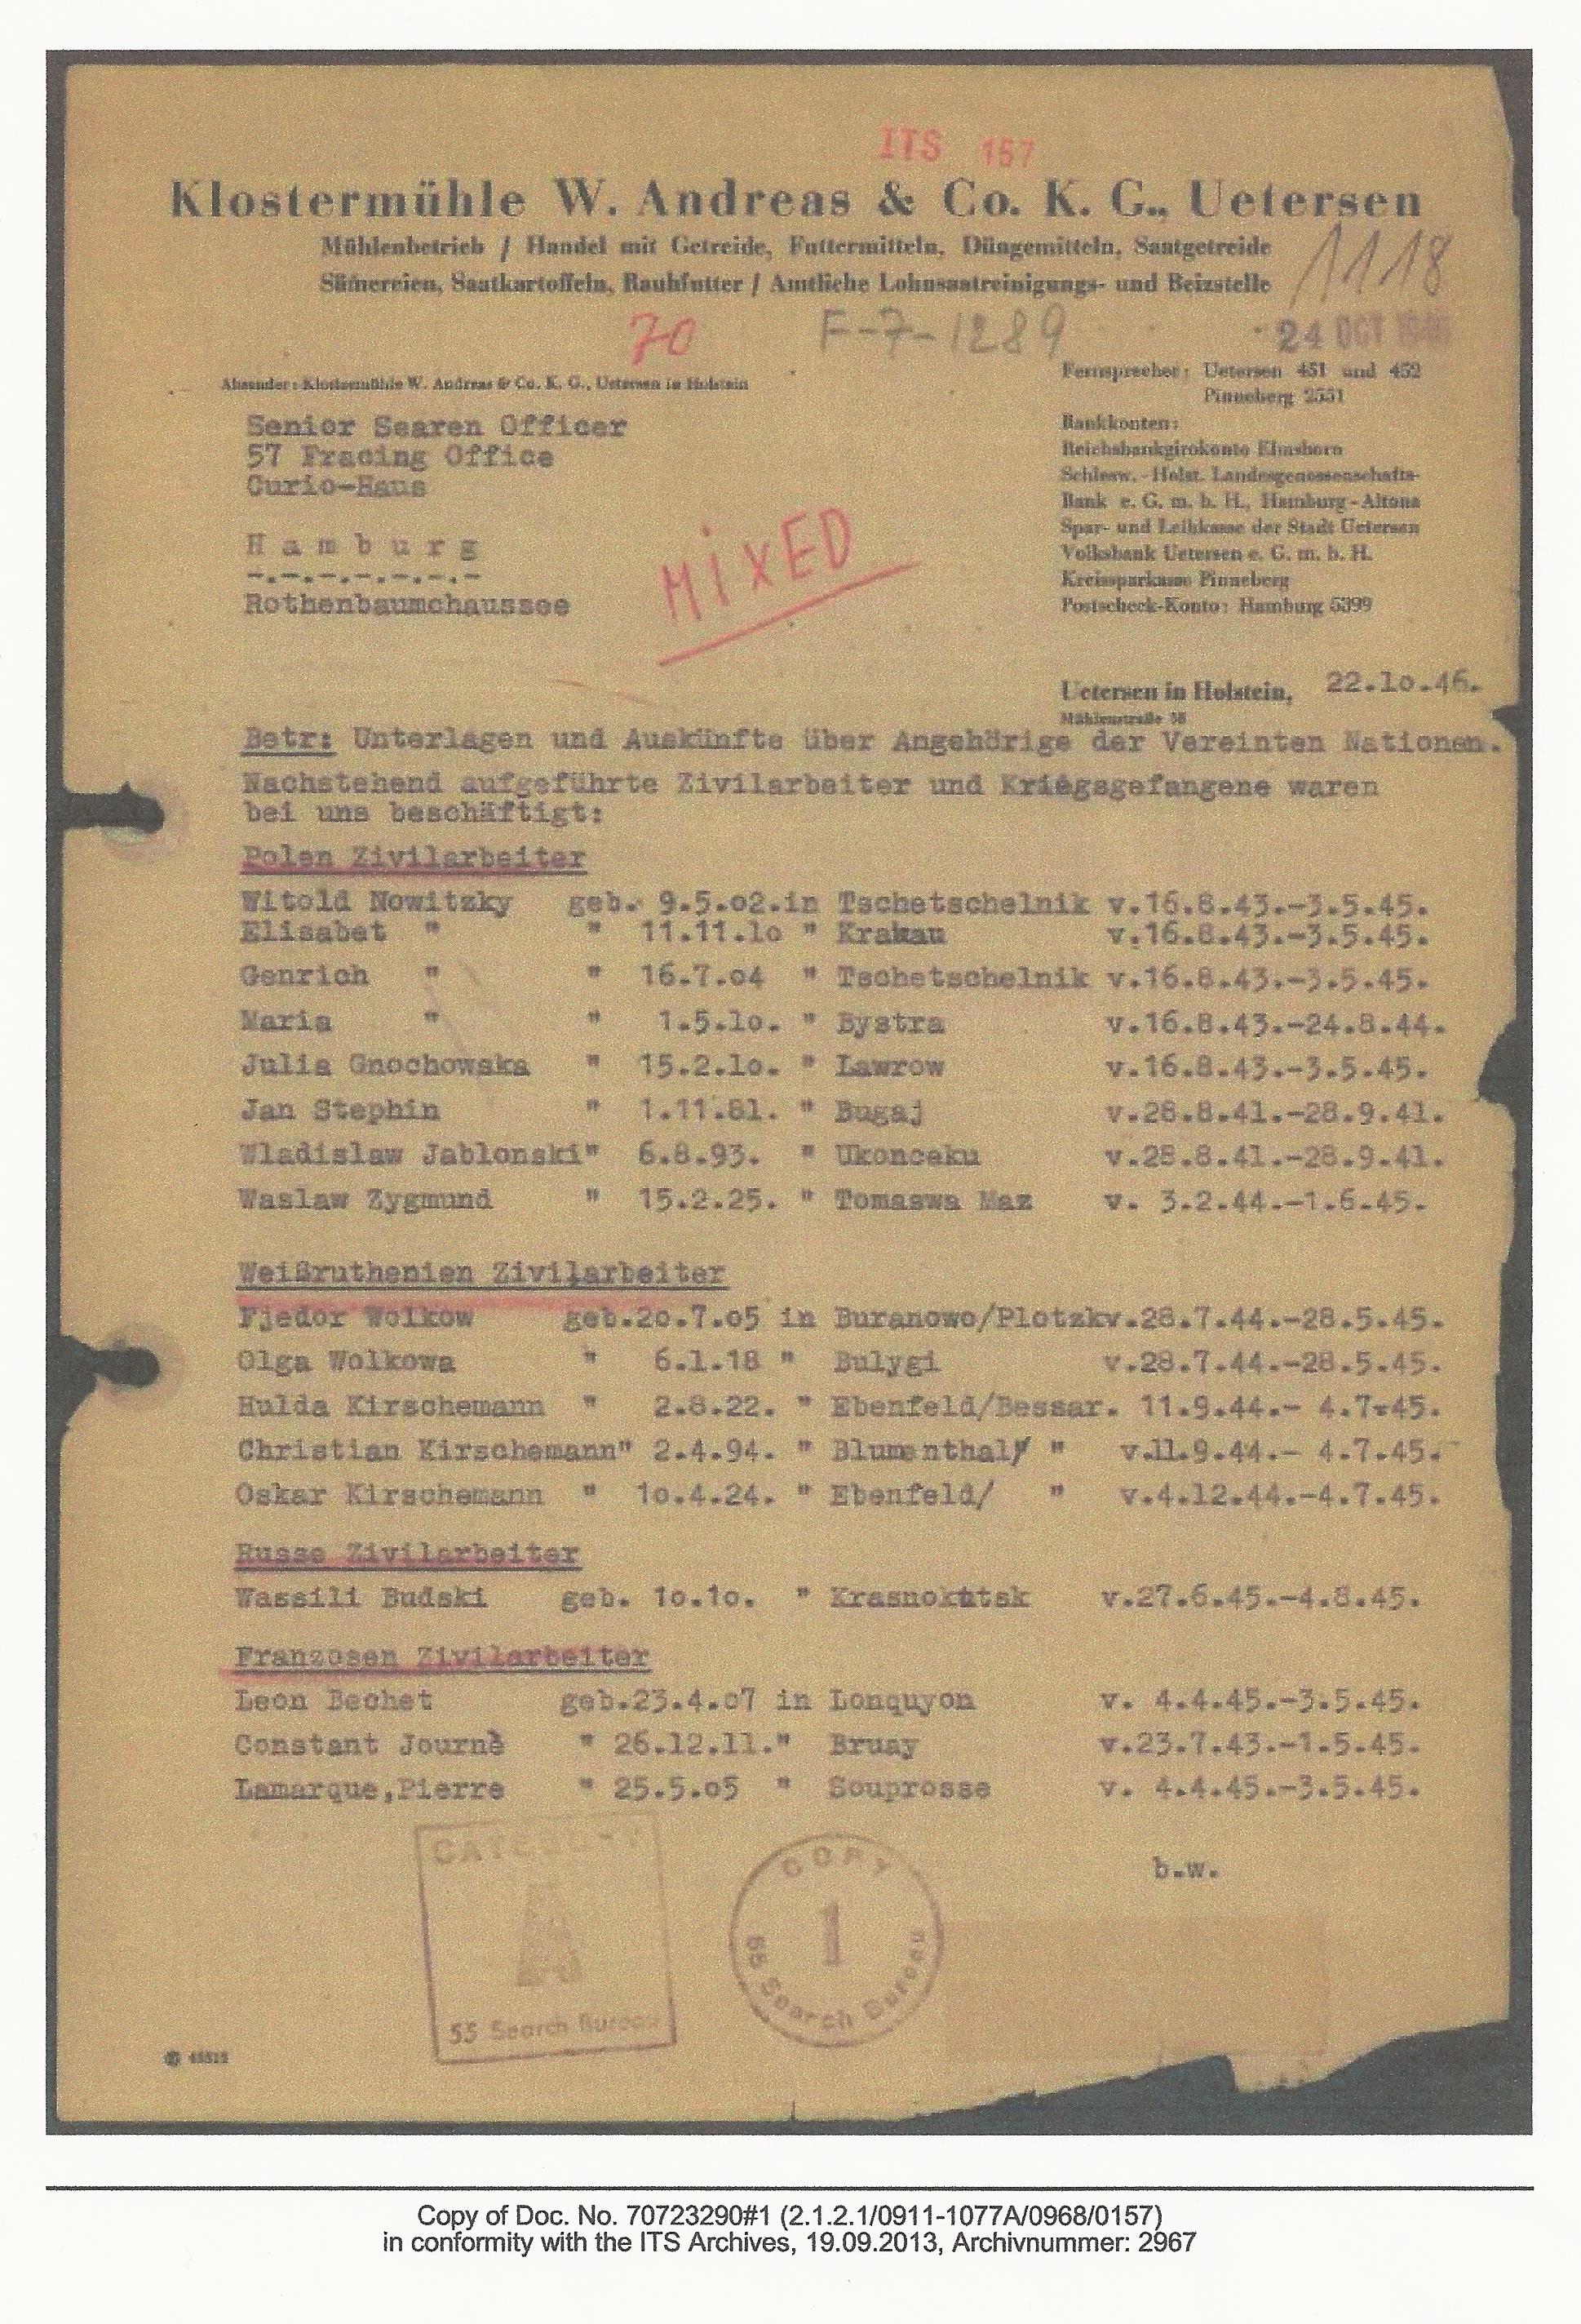 ITS 157
Klostermühle W. Andreas & Co. K. G., Uetersen
Mühlenbetrieb / Handel mit Getreide, Futtermitteln, Düngemitteln, Saatgetreide
Sämereien, Saatkartoffeln, Rauhfutter / Amtliche Lohnsaatreinigungs- und Beizstelle
1118
70 F-7-1289
24 OCT 1946
Absender: Klostermühle W. Andreas & Co. K. G., Uetersen in Holstein
Fernsprecher: Uetersen 451 und 452
Pinneberg 2551
Senior Searen Officer
57 Fracing Office
Curio-Haus
H a m b u r g
-.-.-.-.-.-.-.-
Rothenbaumchaussee
MIXED
Bankkonten:
Reichsbankgirokonto Elmshorn
Schlesw.-Holst. Landesgenossenschafts-
Bank e. G. m. b. H., Hamburg-Altona
Spar- und Leihkasse der Stadt Uetersen
Volksbank Uetersen e. G. m. b. H.
Kreissparkasse Pinneberg
Postscheck-Konto: Hamburg 5399
Uetersen in Holstein, 22.1o.46.
Mühlenstraße
Betr: Unterlagen und Auskünfte über Angehörige der Vereinten Nationen.
Nachstehend aufgeführte Zivilarbeiter und Kriegsgefangene waren
bei uns beschäftigt:
Polen Zivilarbeiter
Witold Nowitzky geb. 9.5.o2.in Tschetschelnik v.16.8.43.-3.5.45.
Elisabet " " 11.11.1o " Krakau v.16.8.43.-3.5.45.
Genrich " " 16.7.o4 " Tschetschelnik v.16.8.43.-3.5.45.
Maria " " 1.5.1o. " Bystra v.16.8.43.-24.8.44.
Julia Gnochowska " 15.2.1o. " Lawrow v.16.8.43.-3.5.45.
Jan Stephin " 1.11.81. " Bugaj v.28.8.41.-28.9.41.
Wladislaw Jablonski" 6.8.93. " Ukonceku v.28.8.41.-28.9.41.
Waslaw Zygmund " 15.2.25. " Tomaswa Maz v. 3.2.44.-1.6.45.
Weißruthenien Zivilarbeiter
Fjedor Wolkow geb.2o.7.o5 in Buranowo/Plotzkv.28.7.44.-28.5.45.
Olga Wolkowa " 6.1.18 " Bulygi v.28.7.44.-28.5.45.
Hulda Kirschemann " 2.8.22. " Ebenfeld/Bessar. 11.9.44.- 4.7.45.
Christian Kirschemann" 2.4.94. " Blumenthal/ " v.11.9.44.- 4.7.45.
Oskar Kirschemann " 1o.4.24. " Ebenfeld/ " v.4.12.44.-4.7.45.
Russe Zivilarbeiter
Wassili Budski geb. 1o.1o. " Krasnokutsk v.27.6.45.-4.8.45.
Franzosen Zivilarbeiter
Leon Bechet geb.23.4.o7 in Lonquyon v. 4.4.45.-3.5.45.
Constant Journè " 26.12.11." Bruay v.23.7.43.-1.5.45.
Lamarque,Pierre " 25.5.o5 " Souprosse v. 4.4.45.-3.5.45.
b.w.
CATEGORY
A
55 Search Bureau
COPY
1
55 Search Bureau
Copy of Doc. No. 70723290#1 (2.1.2.1/0911-1077A/0968/0157)
in conformity with the ITS Archives, 19.09.2013, Archivnummer: 2967